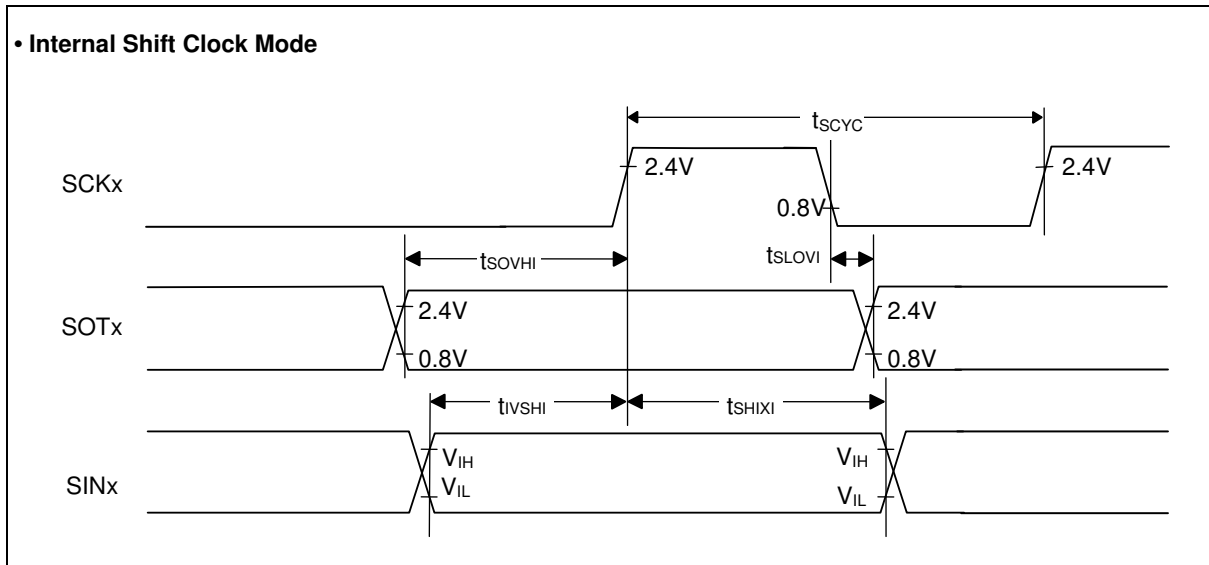 • Internal Shift Clock Mode
tSCYC
SCKx
2.4V
2.4V
0.8V
tSOVHI
tSLOVI
SOTx
2.4V
2.4V
0.8V
0.8V
tIVSHI
tSHIXI
SINx
VIH
VIH
VIL
VIL